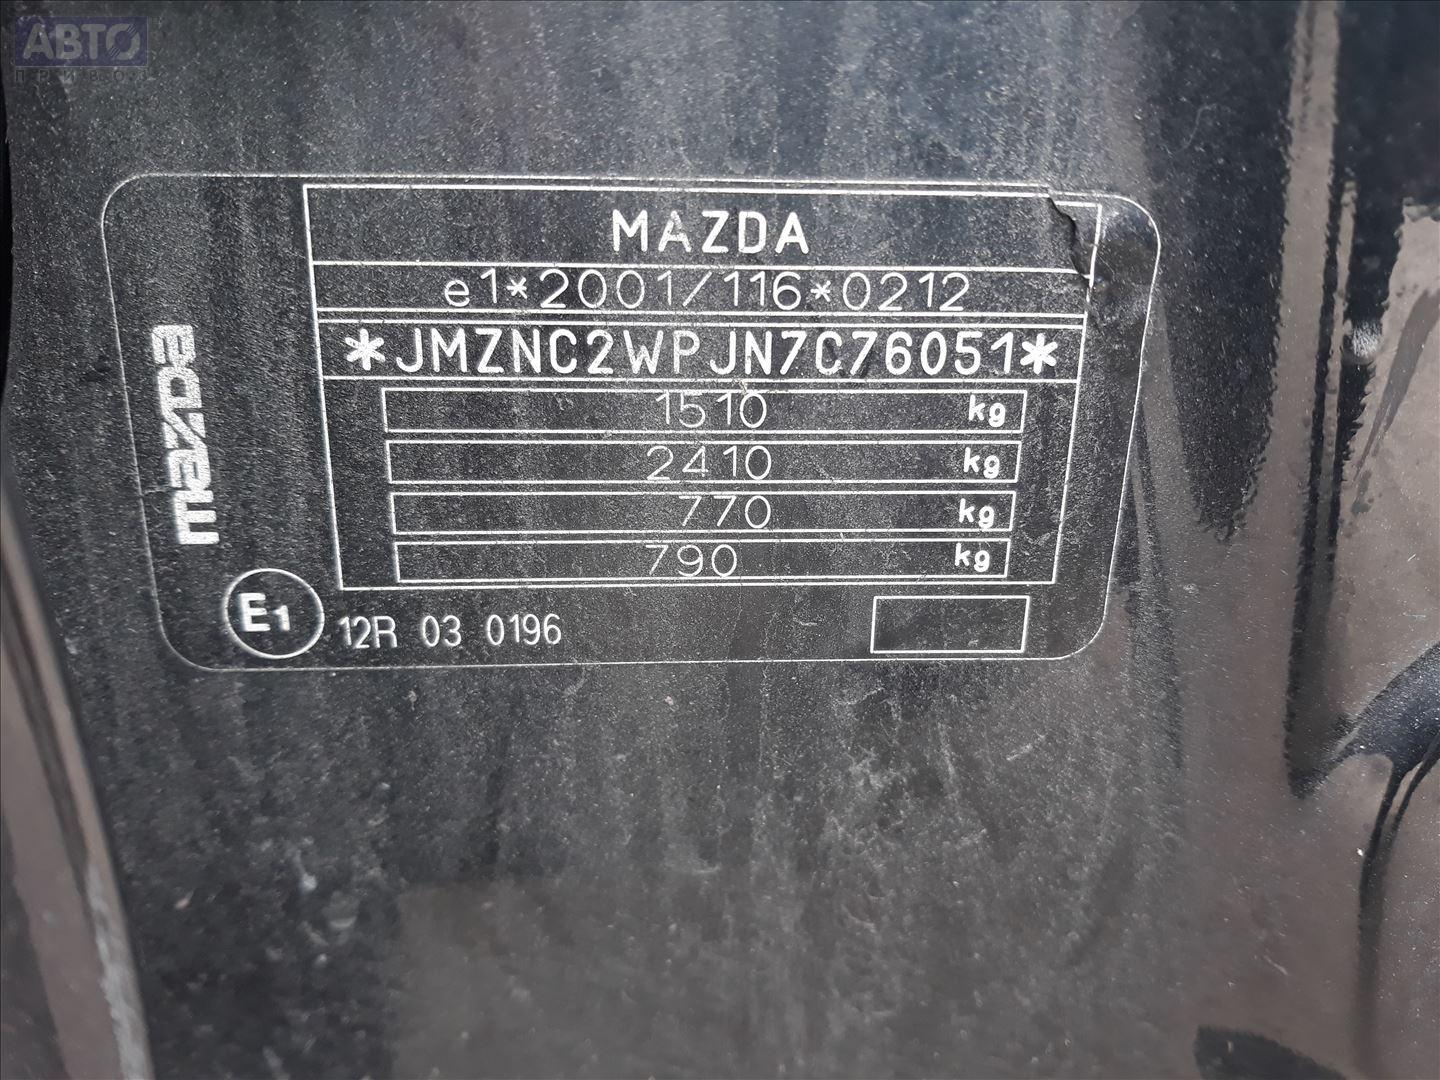 АВТО
ПРИВОЗ
MAZDA
e1*2001/116*0212
*JMZNC2WPJN7C76051*
1510 kg
2410 kg
770 kg
790 kg
mazda
E1 12R 03 0196